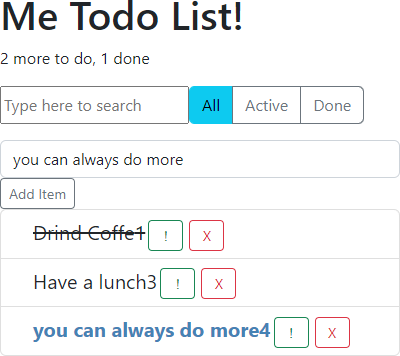 Me Todo List!
2 more to do, 1 done
Type here to search All Active Done
you can always do more
Add Item
Drind Coffe1 ! X
Have a lunch3 ! X
you can always do more4 ! X